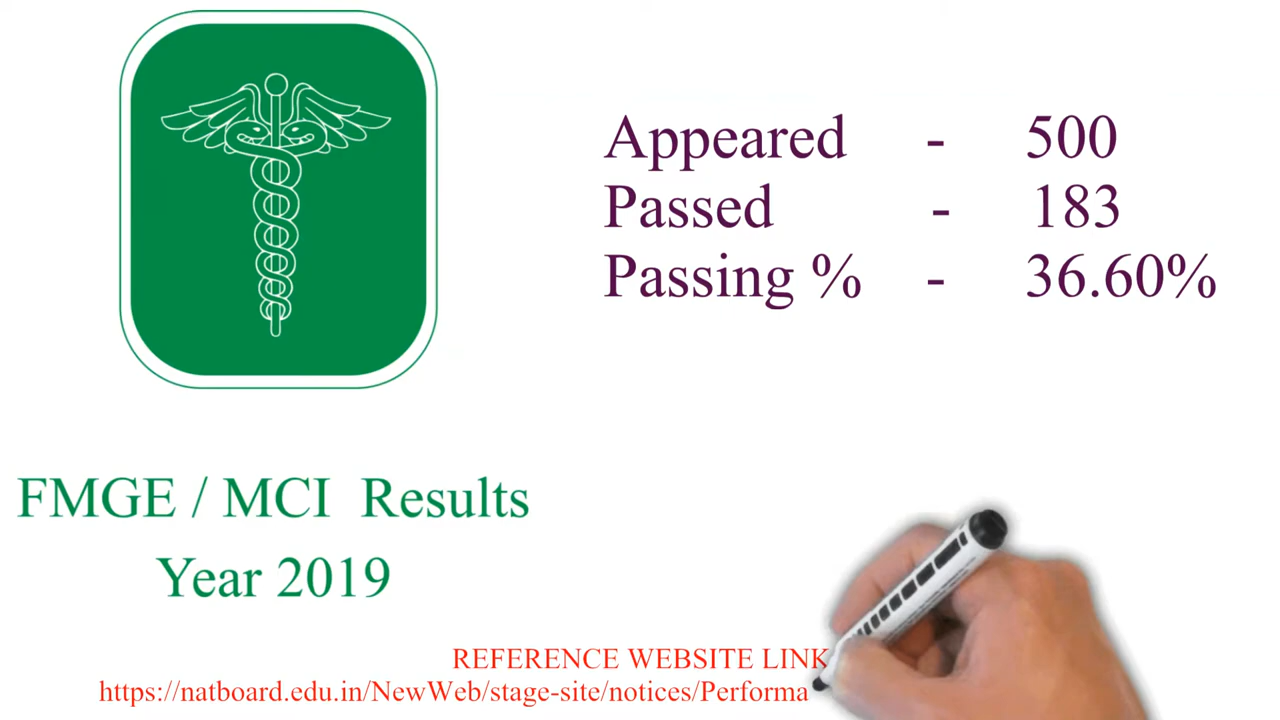 Appeared - 500
Passed - 183
Passing % - 36.60%
FMGE / MCI Results
Year 2019
REFERENCE WEBSITE LINK
https://natboard.edu.in/NewWeb/stage-site/notices/Performa